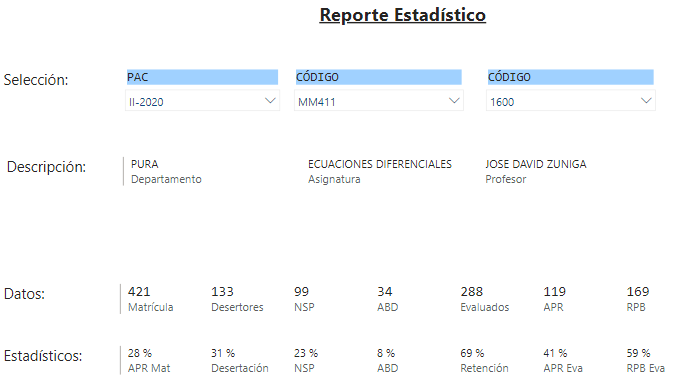 Reporte Estadístico
Selección:
PAC CÓDIGO CÓDIGO
II-2020 MM411 1600
Descripción:
PURA ECUACIONES DIFERENCIALES JOSE DAVID ZUNIGA
Departamento Asignatura Profesor
Datos:
421 133 99 34 288 119 169
Matrícula Desertores NSP ABD Evaluados APR RPB
Estadísticos:
28 % 31 % 23 % 8 % 69 % 41 % 59 %
APR Mat Desertación NSP ABD Retención APR Eva RPB Eva